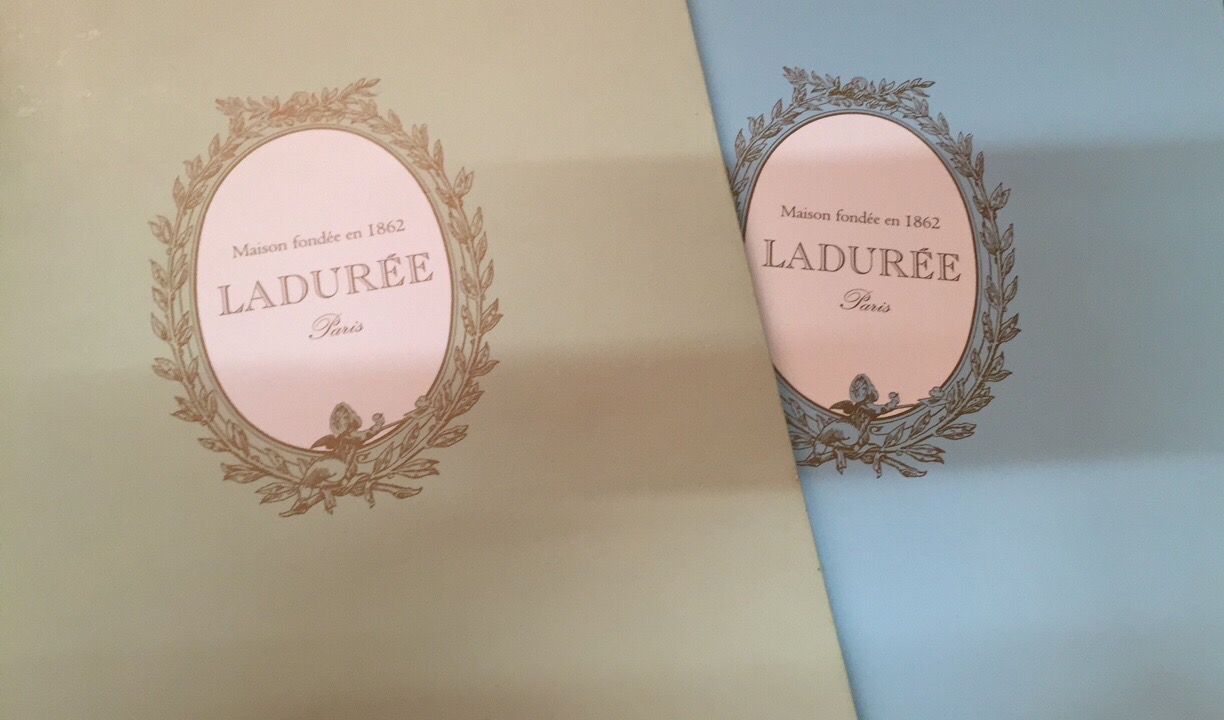 Maison fondée en 1862
LADURÉE
Paris
Maison fondée en 1862
LADURÉE
Paris